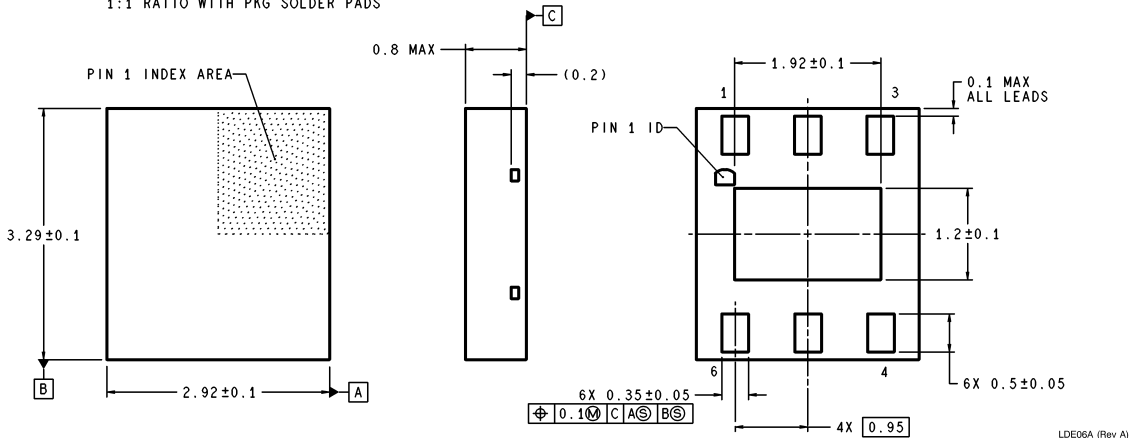 1:1 RATIO WITH PKG SOLDER PADS
C
0.8 MAX
(0.2)
PIN 1 INDEX AREA
1.92±0.1
1
3
0.1 MAX
ALL LEADS
PIN 1 ID
3.29±0.1
1.2±0.1
B
2.92±0.1
A
6
4
6X 0.5±0.05
6X 0.35±0.05
⌖ 0.1Ⓜ C AⓈ BⓈ
4X 0.95
LDE06A (Rev A)